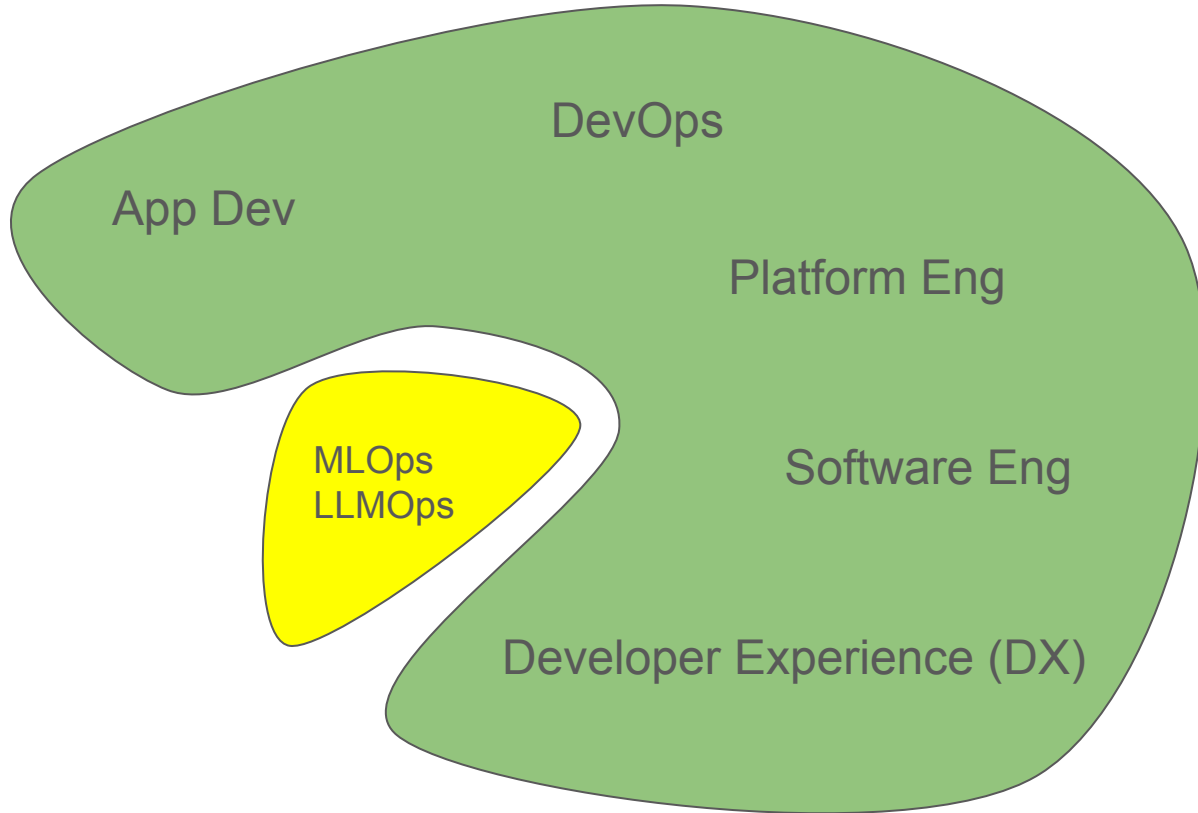 DevOps
App Dev
Platform Eng
MLOps
LLMOps
Software Eng
Developer Experience (DX)